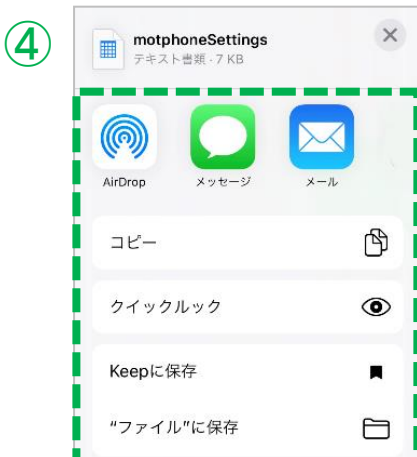 ④
motphoneSettings
テキスト書類・7 KB
AirDrop
メッセージ
メール
コピー
クイックルック
Keepに保存
“ファイル”に保存